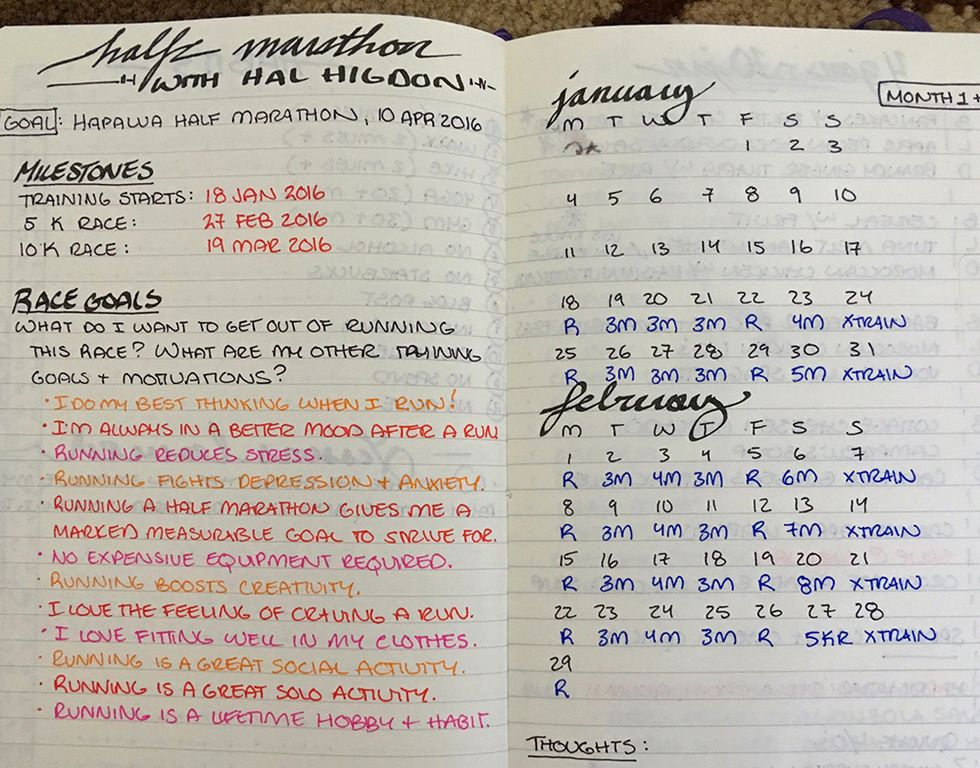 half marathon
WITH HAL HIGDON
GOAL: HAPALUA HALF MARATHON, 10 APR 2016
MILESTONES
TRAINING STARTS: 18 JAN 2016
5 K RACE: 27 FEB 2016
10 K RACE: 19 MAR 2016
RACE GOALS
WHAT DO I WANT TO GET OUT OF RUNNING
THIS RACE? WHAT ARE MY OTHER TRAINING
GOALS + MOTIVATIONS?
· I DO MY BEST THINKING WHEN I RUN!
· I'M ALWAYS IN A BETTER MOOD AFTER A RUN
· RUNNING REDUCES STRESS.
· RUNNING FIGHTS DEPRESSION + ANXIETY.
· RUNNING A HALF MARATHON GIVES ME A
MARKED MEASURABLE GOAL TO STRIVE FOR.
· NO EXPENSIVE EQUIPMENT REQUIRED.
· RUNNING BOOSTS CREATIVITY.
· I LOVE THE FEELING OF CRAVING A RUN.
· I LOVE FITTING WELL IN MY CLOTHES.
· RUNNING IS A GREAT SOCIAL ACTIVITY.
· RUNNING IS A GREAT SOLO ACTIVITY.
· RUNNING IS A LIFETIME HOBBY + HABIT.
january
MONTH 1 +
M T W T F S S
1 2 3
4 5 6 7 8 9 10
11 12 13 14 15 16 17
18 19 20 21 22 23 24
R 3M 3M 3M R 4M XTRAIN
25 26 27 28 29 30 31
R 3M 3M 3M R 5M XTRAIN
february
M T W T F S S
1 2 3 4 5 6 7
R 3M 4M 3M R 6M XTRAIN
8 9 10 11 12 13 14
R 3M 4M 3M R 7M XTRAIN
15 16 17 18 19 20 21
R 3M 4M 3M R 8M XTRAIN
22 23 24 25 26 27 28
R 3M 4M 3M R 5KR XTRAIN
29
R
THOUGHTS: